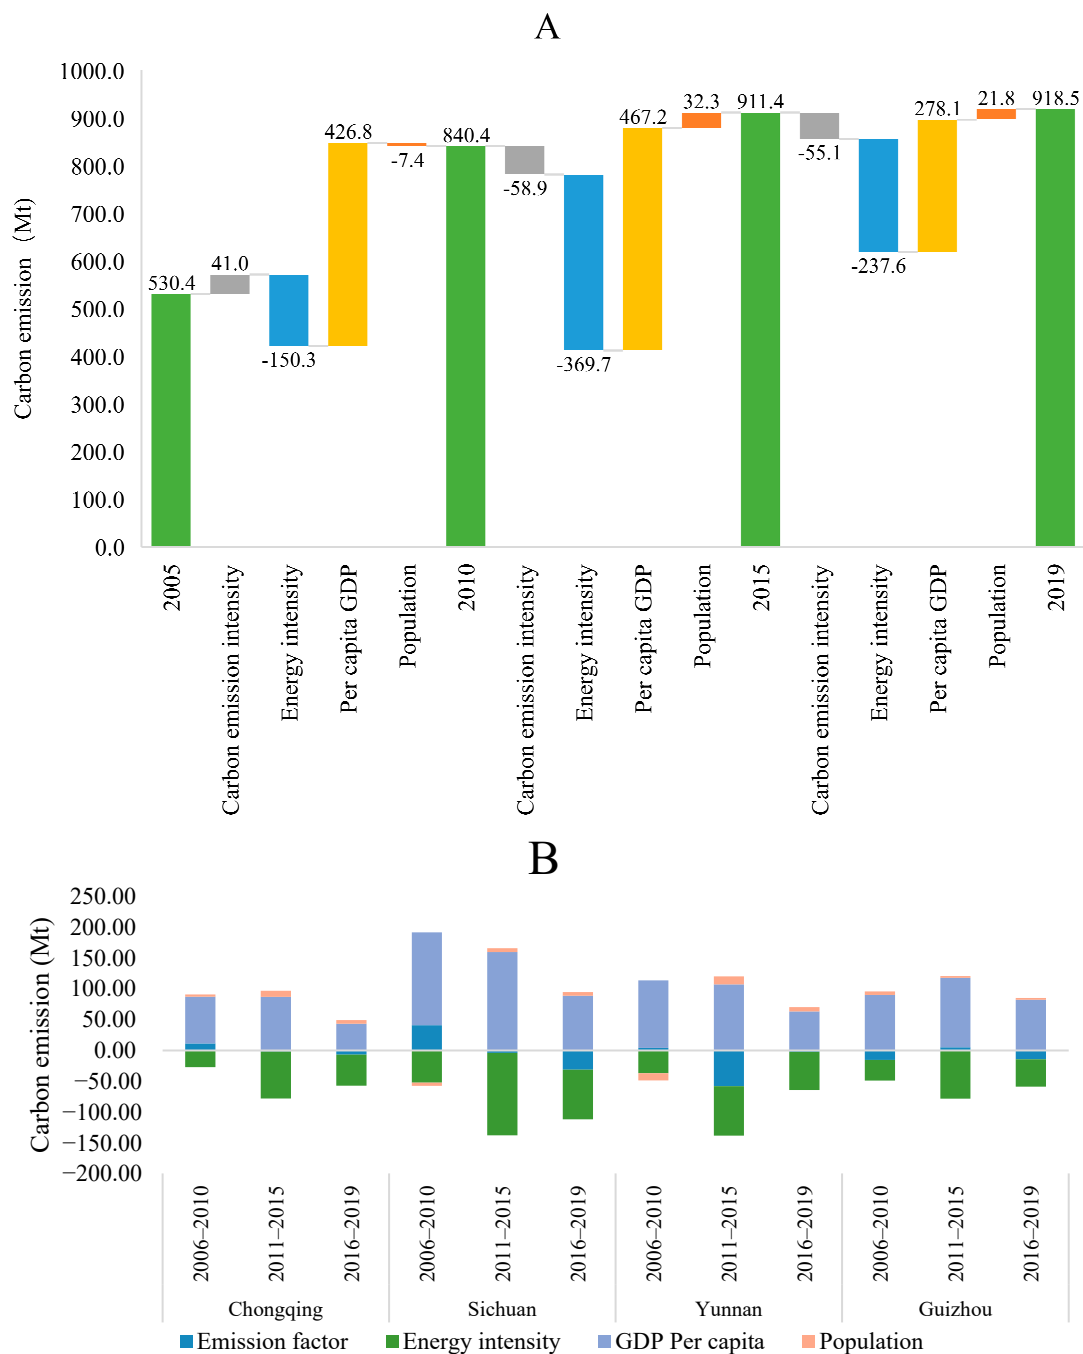 A
Carbon emission (Mt)
1000.0
900.0
800.0
700.0
600.0
500.0
400.0
300.0
200.0
100.0
0.0
530.4
41.0
-150.3
426.8
-7.4
840.4
-58.9
-369.7
467.2
32.3
911.4
-55.1
-237.6
278.1
21.8
918.5
2005
Carbon emission intensity
Energy intensity
Per capita GDP
Population
2010
Carbon emission intensity
Energy intensity
Per capita GDP
Population
2015
Carbon emission intensity
Energy intensity
Per capita GDP
Population
2019
B
Carbon emission (Mt)
250.00
200.00
150.00
100.00
50.00
0.00
−50.00
−100.00
−150.00
−200.00
2006–2010
2011–2015
2016–2019
2006–2010
2011–2015
2016–2019
2006–2010
2011–2015
2016–2019
2006–2010
2011–2015
2016–2019
Chongqing
Sichuan
Yunnan
Guizhou
Emission factor
Energy intensity
GDP Per capita
Population